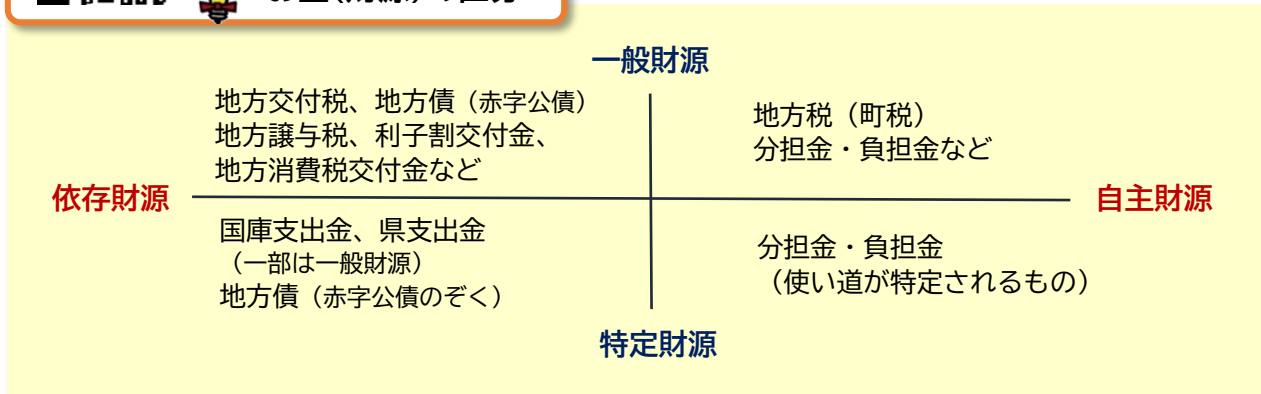 一般財源
地方交付税、地方債（赤字公債）
地方譲与税、利子割交付金、
地方消費税交付金など
地方税（町税）
分担金・負担金など
依存財源
自主財源
国庫支出金、県支出金
（一部は一般財源）
地方債（赤字公債のぞく）
分担金・負担金
（使い道が特定されるもの）
特定財源